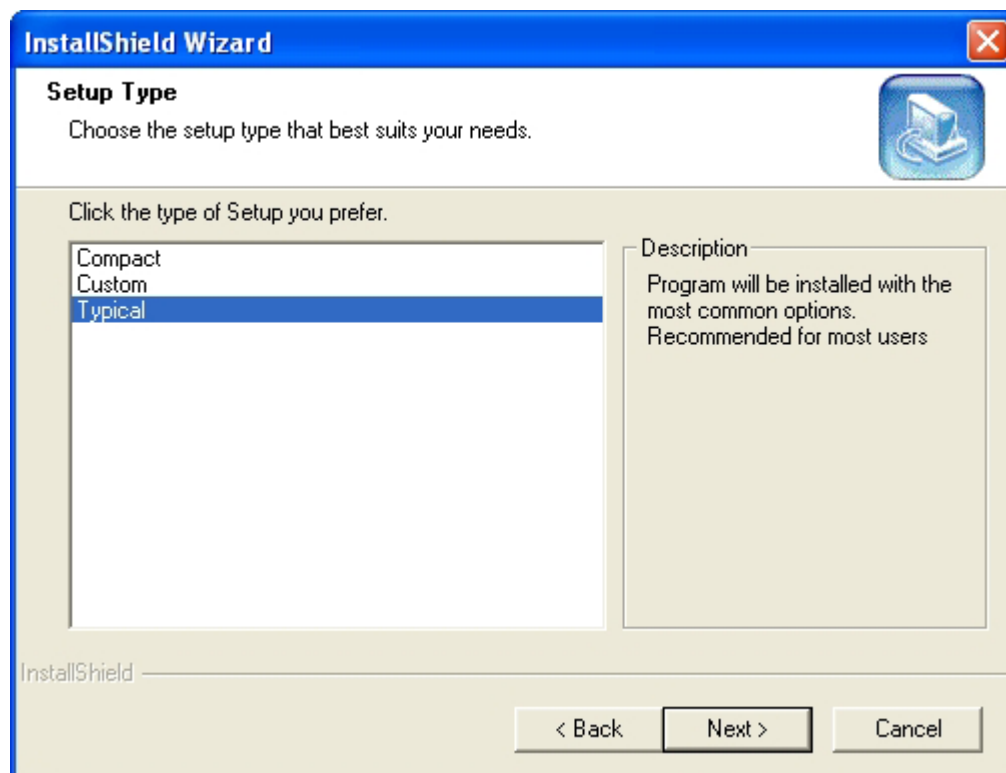 InstallShield Wizard
Setup Type
Choose the setup type that best suits your needs.
Click the type of Setup you prefer.
Compact
Custom
Typical
Description
Program will be installed with the
most common options.
Recommended for most users
InstallShield
< Back
Next >
Cancel